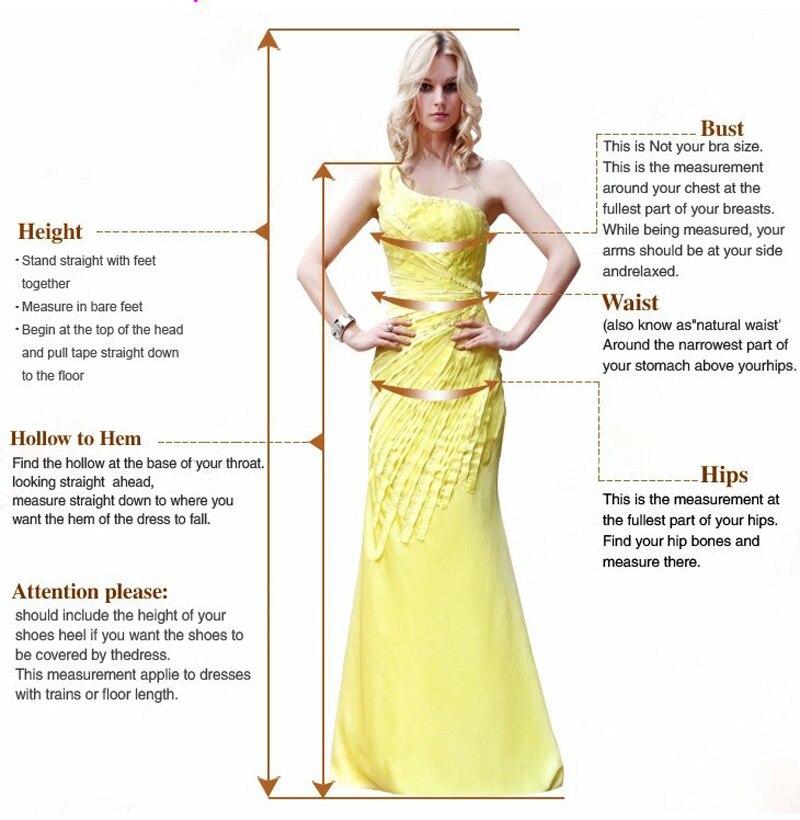 Height
· Stand straight with feet
together
· Measure in bare feet
· Begin at the top of the head
and pull tape straight down
to the floor
Hollow to Hem
Find the hollow at the base of your throat.
looking straight ahead,
measure straight down to where you
want the hem of the dress to fall.
Attention please:
should include the height of your
shoes heel if you want the shoes to
be covered by thedress.
This measurement applie to dresses
with trains or floor length.
Bust
This is Not your bra size.
This is the measurement
around your chest at the
fullest part of your breasts.
While being measured, your
arms should be at your side
andrelaxed.
Waist
(also know as"natural waist'
Around the narrowest part of
your stomach above yourhips.
Hips
This is the measurement at
the fullest part of your hips.
Find your hip bones and
measure there.